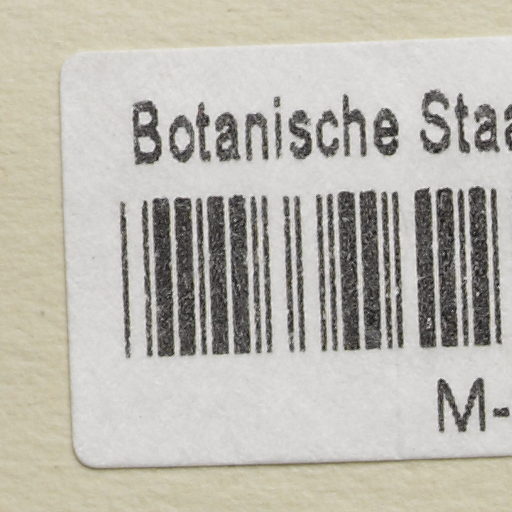 Botanische Staa
M-